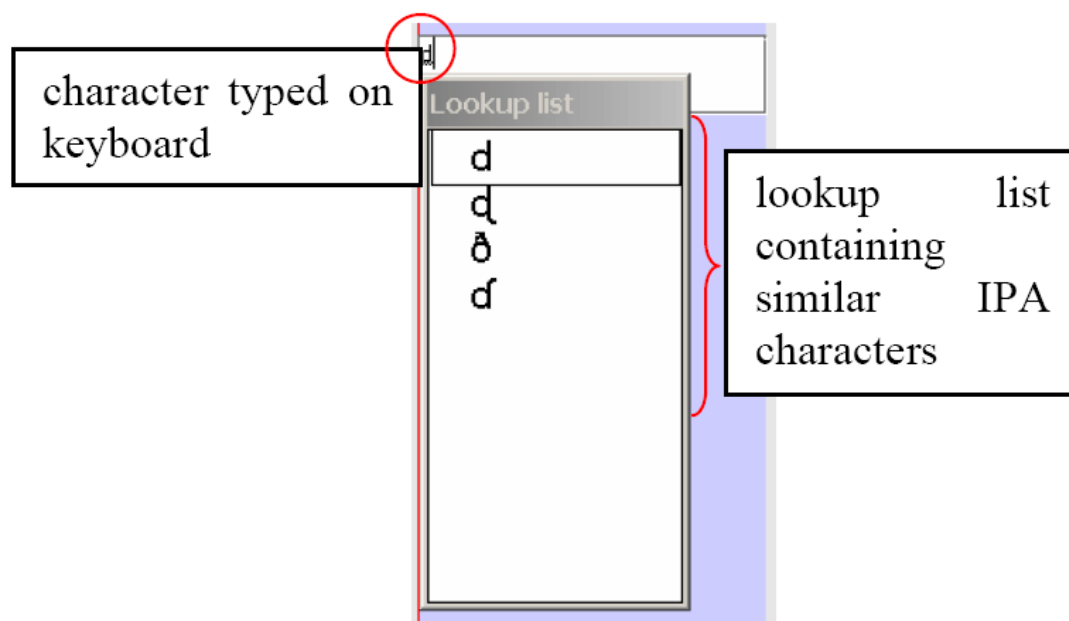 character typed on
keyboard
d
Lookup list
d
ɖ
ð
ɗ
lookup list
containing
similar IPA
characters